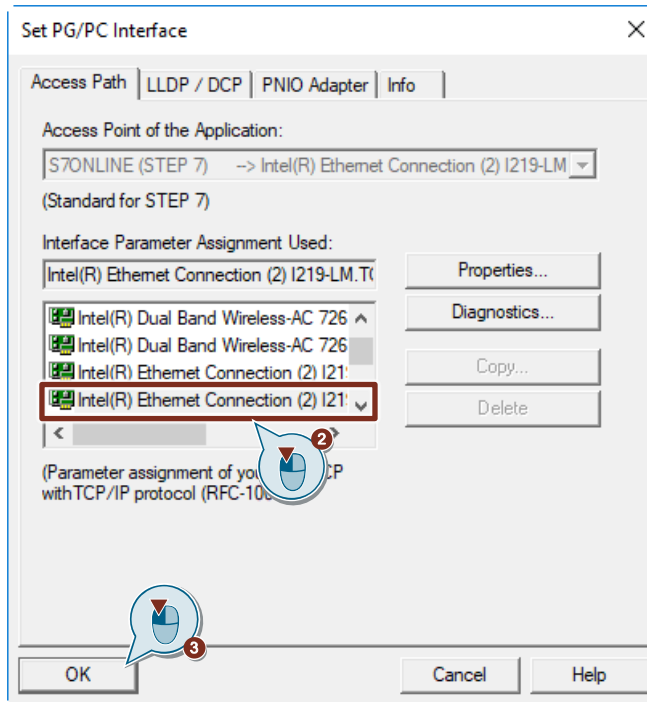 Set PG/PC Interface
Access Path LLDP / DCP PNIO Adapter Info
Access Point of the Application:
S7ONLINE (STEP 7) --> Intel(R) Ethernet Connection (2) I219-LM
(Standard for STEP 7)
Interface Parameter Assignment Used:
Intel(R) Ethernet Connection (2) I219-LM.TC
Properties...
Intel(R) Dual Band Wireless-AC 726
Diagnostics...
Intel(R) Dual Band Wireless-AC 726
Intel(R) Ethernet Connection (2) I21
Copy...
Intel(R) Ethernet Connection (2) I21
Delete
2
(Parameter assignment of CP
with TCP/IP protocol
3
OK Cancel Help